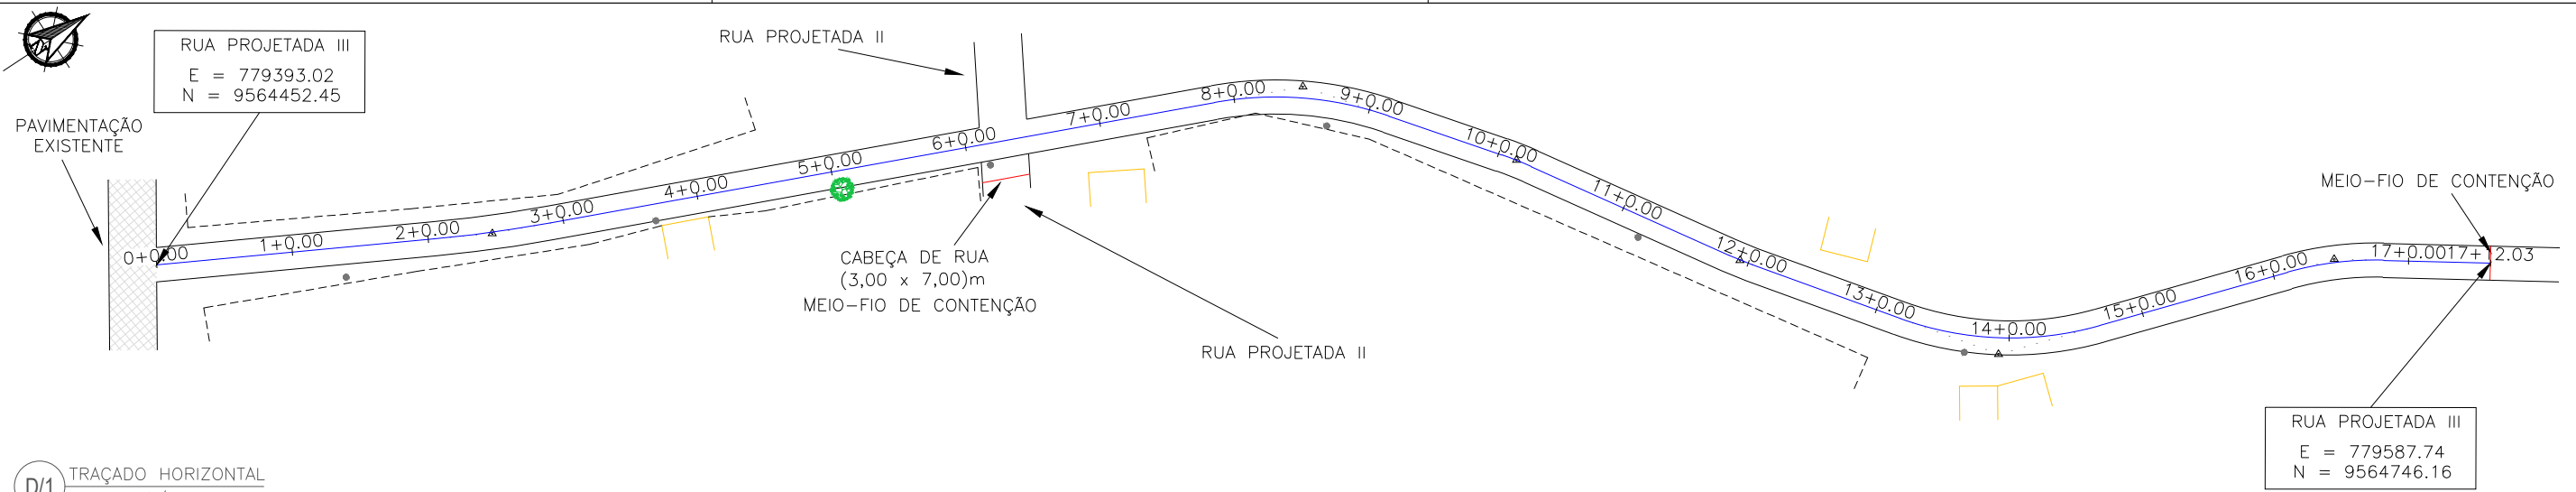 RUA PROJETADA III
E = 779393.02
N = 9564452.45
RUA PROJETADA II
PAVIMENTAÇÃO
EXISTENTE
0+0.00
1+0.00
2+0.00
3+0.00
4+0.00
5+0.00
6+0.00
7+0.00
8+0.00
9+0.00
10+0.00
11+0.00
12+0.00
13+0.00
14+0.00
15+0.00
16+0.00
17+0.00
17+12.03
MEIO-FIO DE CONTENÇÃO
CABEÇA DE RUA
(3,00 x 7,00)m
MEIO-FIO DE CONTENÇÃO
RUA PROJETADA II
RUA PROJETADA III
E = 779587.74
N = 9564746.16
D/1
TRAÇADO HORIZONTAL